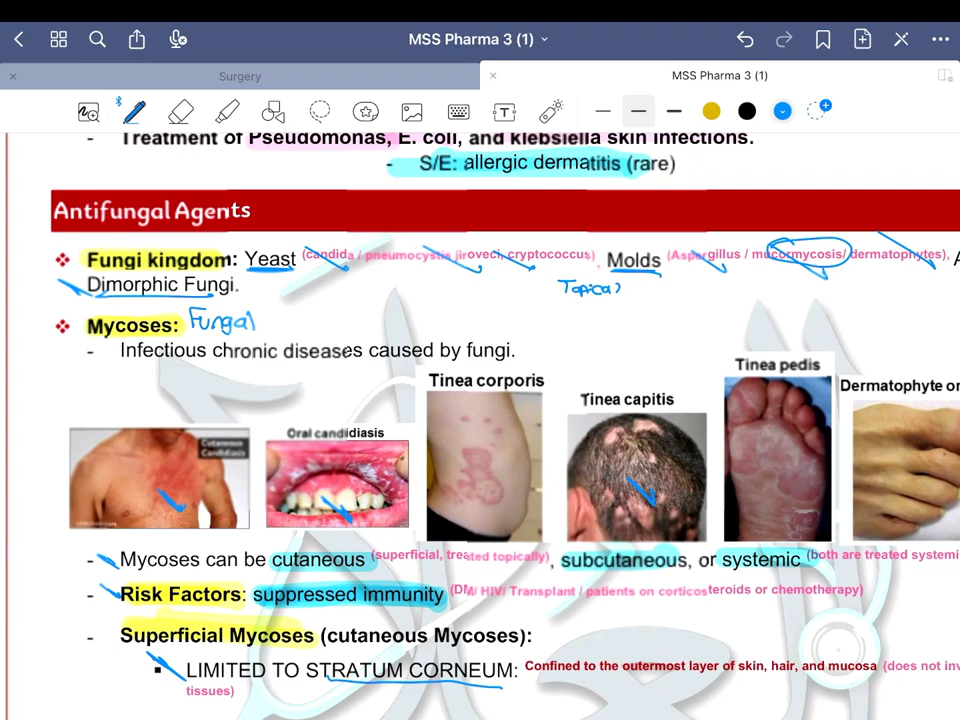 MSS Pharma 3 (1)
Surgery
MSS Pharma 3 (1)
- Treatment of Pseudomonas, E. coli, and klebsiella skin infections.
- S/E: allergic dermatitis (rare)
Antifungal Agents
Fungi kingdom: Yeast (candida / pneumocystis jiroveci, cryptococcus), Molds (Aspergillus / mucormycosis/ dermatophytes), A
Dimorphic Fungi.
Topical
Mycoses: Fungal
- Infectious chronic diseases caused by fungi.
Tinea corporis
Tinea capitis
Tinea pedis
Dermatophyte on
Cutaneous
Candidiasis
Oral candidiasis
- Mycoses can be cutaneous (superficial, treated topically), subcutaneous, or systemic (both are treated systemi
- Risk Factors: suppressed immunity (DM/ HIV/ Transplant / patients on corticosteroids or chemotherapy)
- Superficial Mycoses (cutaneous Mycoses):
LIMITED TO STRATUM CORNEUM: Confined to the outermost layer of skin, hair, and mucosa (does not inv
tissues)